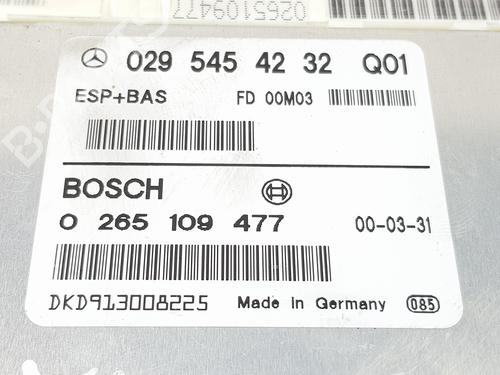 0265109477
029 545 42 32 Q01
ESP+BAS FD 00M03
BOSCH
0 265 109 477 00-03-31
DKD913008225 Made in Germany 085